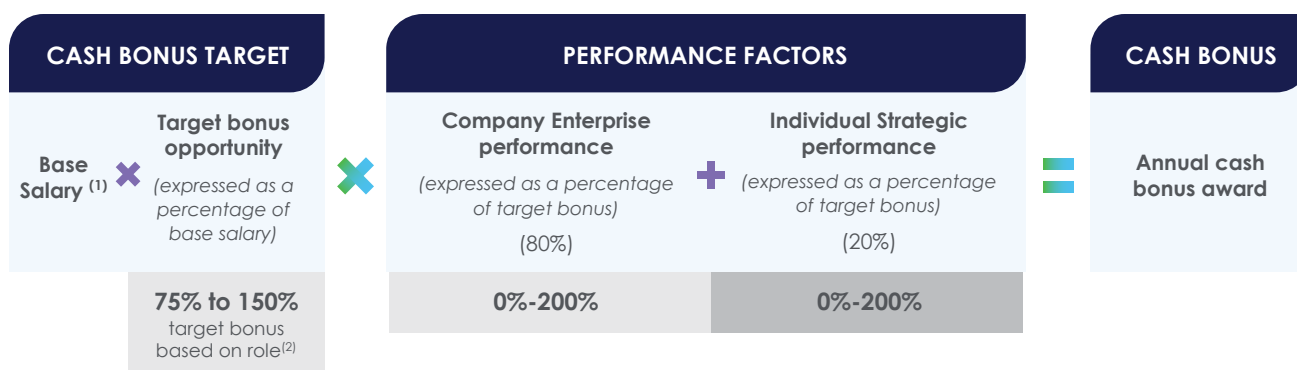 CASH BONUS TARGET
Base
Salary (1)
×
Target bonus
opportunity
(expressed as a
percentage of
base salary)
75% to 150%
target bonus
based on role(2)
×
PERFORMANCE FACTORS
Company Enterprise
performance
(expressed as a percentage
of target bonus)
(80%)
0%-200%
+
Individual Strategic
performance
(expressed as a percentage
of target bonus)
(20%)
0%-200%
=
CASH BONUS
Annual cash
bonus award